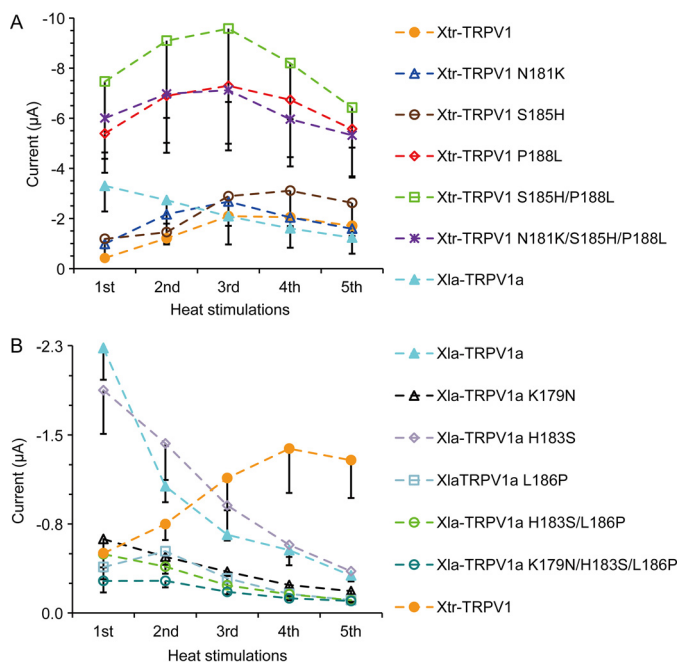 A
-10
-8
-6
-4
-2
0
Current (µA)
1st 2nd 3rd 4th 5th
Heat stimulations
Xtr-TRPV1
Xtr-TRPV1 N181K
Xtr-TRPV1 S185H
Xtr-TRPV1 P188L
Xtr-TRPV1 S185H/P188L
Xtr-TRPV1 N181K/S185H/P188L
Xla-TRPV1a
B
-2.3
-1.5
-0.8
0.0
Current (µA)
1st 2nd 3rd 4th 5th
Heat stimulations
Xla-TRPV1a
Xla-TRPV1a K179N
Xla-TRPV1a H183S
XlaTRPV1a L186P
Xla-TRPV1a H183S/L186P
Xla-TRPV1a K179N/H183S/L186P
Xtr-TRPV1